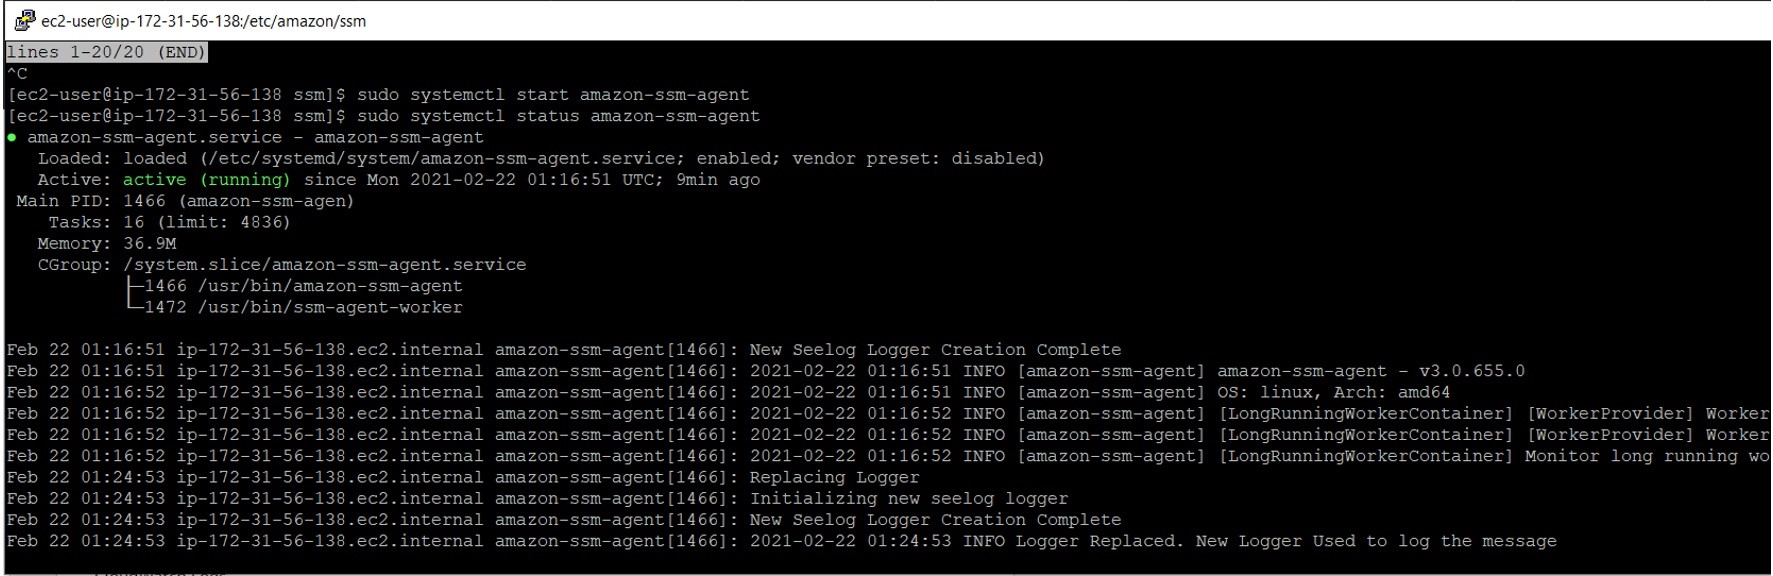 ec2-user@ip-172-31-56-138:/etc/amazon/ssm
lines 1-20/20 (END)
^C
[ec2-user@ip-172-31-56-138 ssm]$ sudo systemctl start amazon-ssm-agent
[ec2-user@ip-172-31-56-138 ssm]$ sudo systemctl status amazon-ssm-agent
● amazon-ssm-agent.service - amazon-ssm-agent
Loaded: loaded (/etc/systemd/system/amazon-ssm-agent.service; enabled; vendor preset: disabled)
Active: active (running) since Mon 2021-02-22 01:16:51 UTC; 9min ago
Main PID: 1466 (amazon-ssm-agen)
Tasks: 16 (limit: 4836)
Memory: 36.9M
CGroup: /system.slice/amazon-ssm-agent.service
├─1466 /usr/bin/amazon-ssm-agent
└─1472 /usr/bin/ssm-agent-worker
Feb 22 01:16:51 ip-172-31-56-138.ec2.internal amazon-ssm-agent[1466]: New Seelog Logger Creation Complete
Feb 22 01:16:51 ip-172-31-56-138.ec2.internal amazon-ssm-agent[1466]: 2021-02-22 01:16:51 INFO [amazon-ssm-agent] amazon-ssm-agent - v3.0.655.0
Feb 22 01:16:52 ip-172-31-56-138.ec2.internal amazon-ssm-agent[1466]: 2021-02-22 01:16:51 INFO [amazon-ssm-agent] OS: linux, Arch: amd64
Feb 22 01:16:52 ip-172-31-56-138.ec2.internal amazon-ssm-agent[1466]: 2021-02-22 01:16:52 INFO [amazon-ssm-agent] [LongRunningWorkerContainer] [WorkerProvider] Worker
Feb 22 01:16:52 ip-172-31-56-138.ec2.internal amazon-ssm-agent[1466]: 2021-02-22 01:16:52 INFO [amazon-ssm-agent] [LongRunningWorkerContainer] [WorkerProvider] Worker
Feb 22 01:16:52 ip-172-31-56-138.ec2.internal amazon-ssm-agent[1466]: 2021-02-22 01:16:52 INFO [amazon-ssm-agent] [LongRunningWorkerContainer] Monitor long running wo
Feb 22 01:24:53 ip-172-31-56-138.ec2.internal amazon-ssm-agent[1466]: Replacing Logger
Feb 22 01:24:53 ip-172-31-56-138.ec2.internal amazon-ssm-agent[1466]: Initializing new seelog logger
Feb 22 01:24:53 ip-172-31-56-138.ec2.internal amazon-ssm-agent[1466]: New Seelog Logger Creation Complete
Feb 22 01:24:53 ip-172-31-56-138.ec2.internal amazon-ssm-agent[1466]: 2021-02-22 01:24:53 INFO Logger Replaced. New Logger Used to log the message